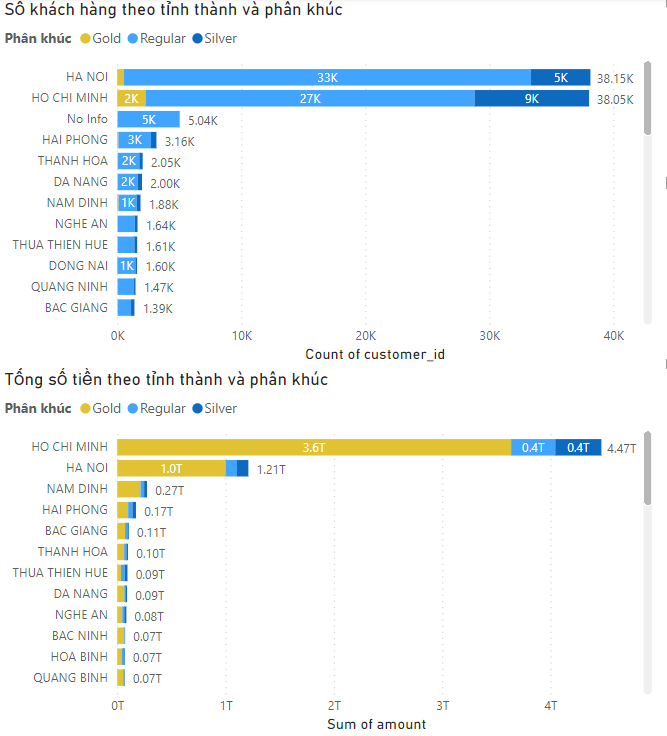 Số khách hàng theo tỉnh thành và phân khúc
Phân khúc Gold Regular Silver
HA NOI 33K 5K 38.15K
HO CHI MINH 2K 27K 9K 38.05K
No Info 5K 5.04K
HAI PHONG 3K 3.16K
THANH HOA 2K 2.05K
DA NANG 2K 2.00K
NAM DINH 1K 1.88K
NGHE AN 1.64K
THUA THIEN HUE 1.61K
DONG NAI 1K 1.60K
QUANG NINH 1.47K
BAC GIANG 1.39K
0K 10K 20K 30K 40K
Count of customer_id
Tổng số tiền theo tỉnh thành và phân khúc
Phân khúc Gold Regular Silver
HO CHI MINH 3.6T 0.4T 0.4T 4.47T
HA NOI 1.0T 1.21T
NAM DINH 0.27T
HAI PHONG 0.17T
BAC GIANG 0.11T
THANH HOA 0.10T
THUA THIEN HUE 0.09T
DA NANG 0.09T
NGHE AN 0.08T
BAC NINH 0.07T
HOA BINH 0.07T
QUANG BINH 0.07T
0T 1T 2T 3T 4T
Sum of amount